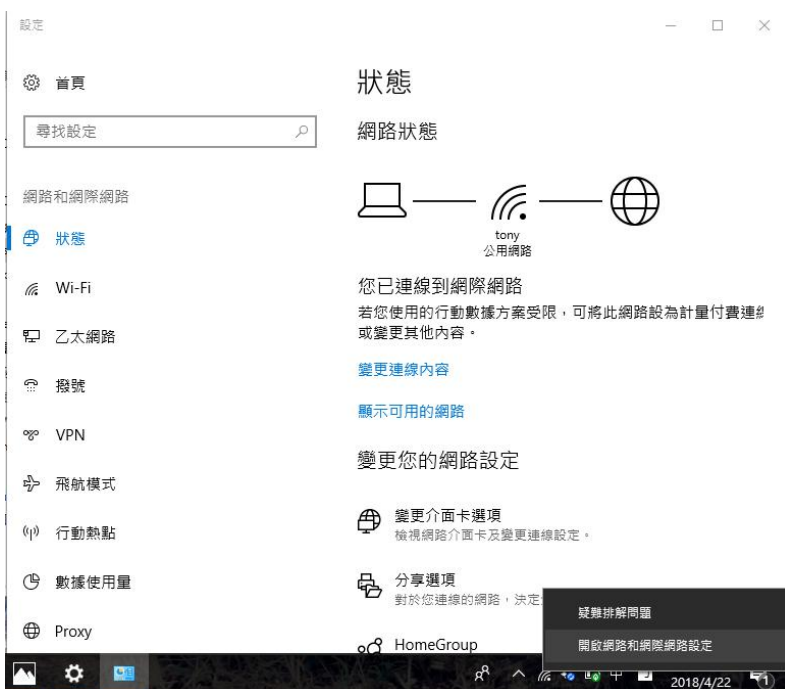 設定
首頁
尋找設定
網路和網際網路
狀態
Wi-Fi
乙太網路
撥號
VPN
飛航模式
行動熱點
數據使用量
Proxy
狀態
網路狀態
tony
公用網路
您已連線到網際網路
若您使用的行動數據方案受限，可將此網路設為計量付費連
或變更其他內容。
變更連線內容
顯示可用的網路
變更您的網路設定
變更介面卡選項
檢視網路介面卡及變更連線設定。
分享選項
對於您連線的網路，決定
HomeGroup
疑難排解問題
開啟網路和網際網路設定
中
2018/4/22
1